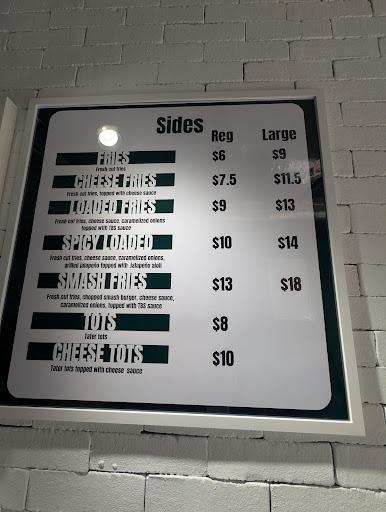 Sides
Reg Large
FRIES $6 $9
Fresh cut fries
CHEESE FRIES $7.5 $11.5
Fresh cut fries, topped with cheese sauce
LOADED FRIES $9 $13
Fresh cut fries, cheese sauce, caramelized onions
topped with TBS sauce
SPICY LOADED $10 $14
Fresh cut fries, cheese sauce, caramelized onions,
grilled jalapeño topped with jalapeño aioli
SMASH FRIES $13 $18
Fresh cut fries, chopped smash burger, cheese sauce,
caramelized onions, topped with TBS sauce
TOTS $8
Tater tots
CHEESE TOTS $10
Tater tots topped with cheese sauce